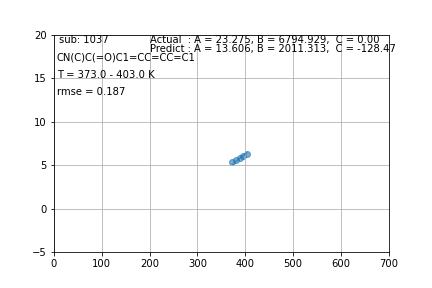 sub: 1037
Actual : A = 23.275, B = 6794.929, C = 0.00
Predict : A = 13.606, B = 2011.313, C = -128.47
CN(C)C(=O)C1=CC=CC=C1
T = 373.0 - 403.0 K
rmse = 0.187
20
15
10
5
0
−5
0 100 200 300 400 500 600 700